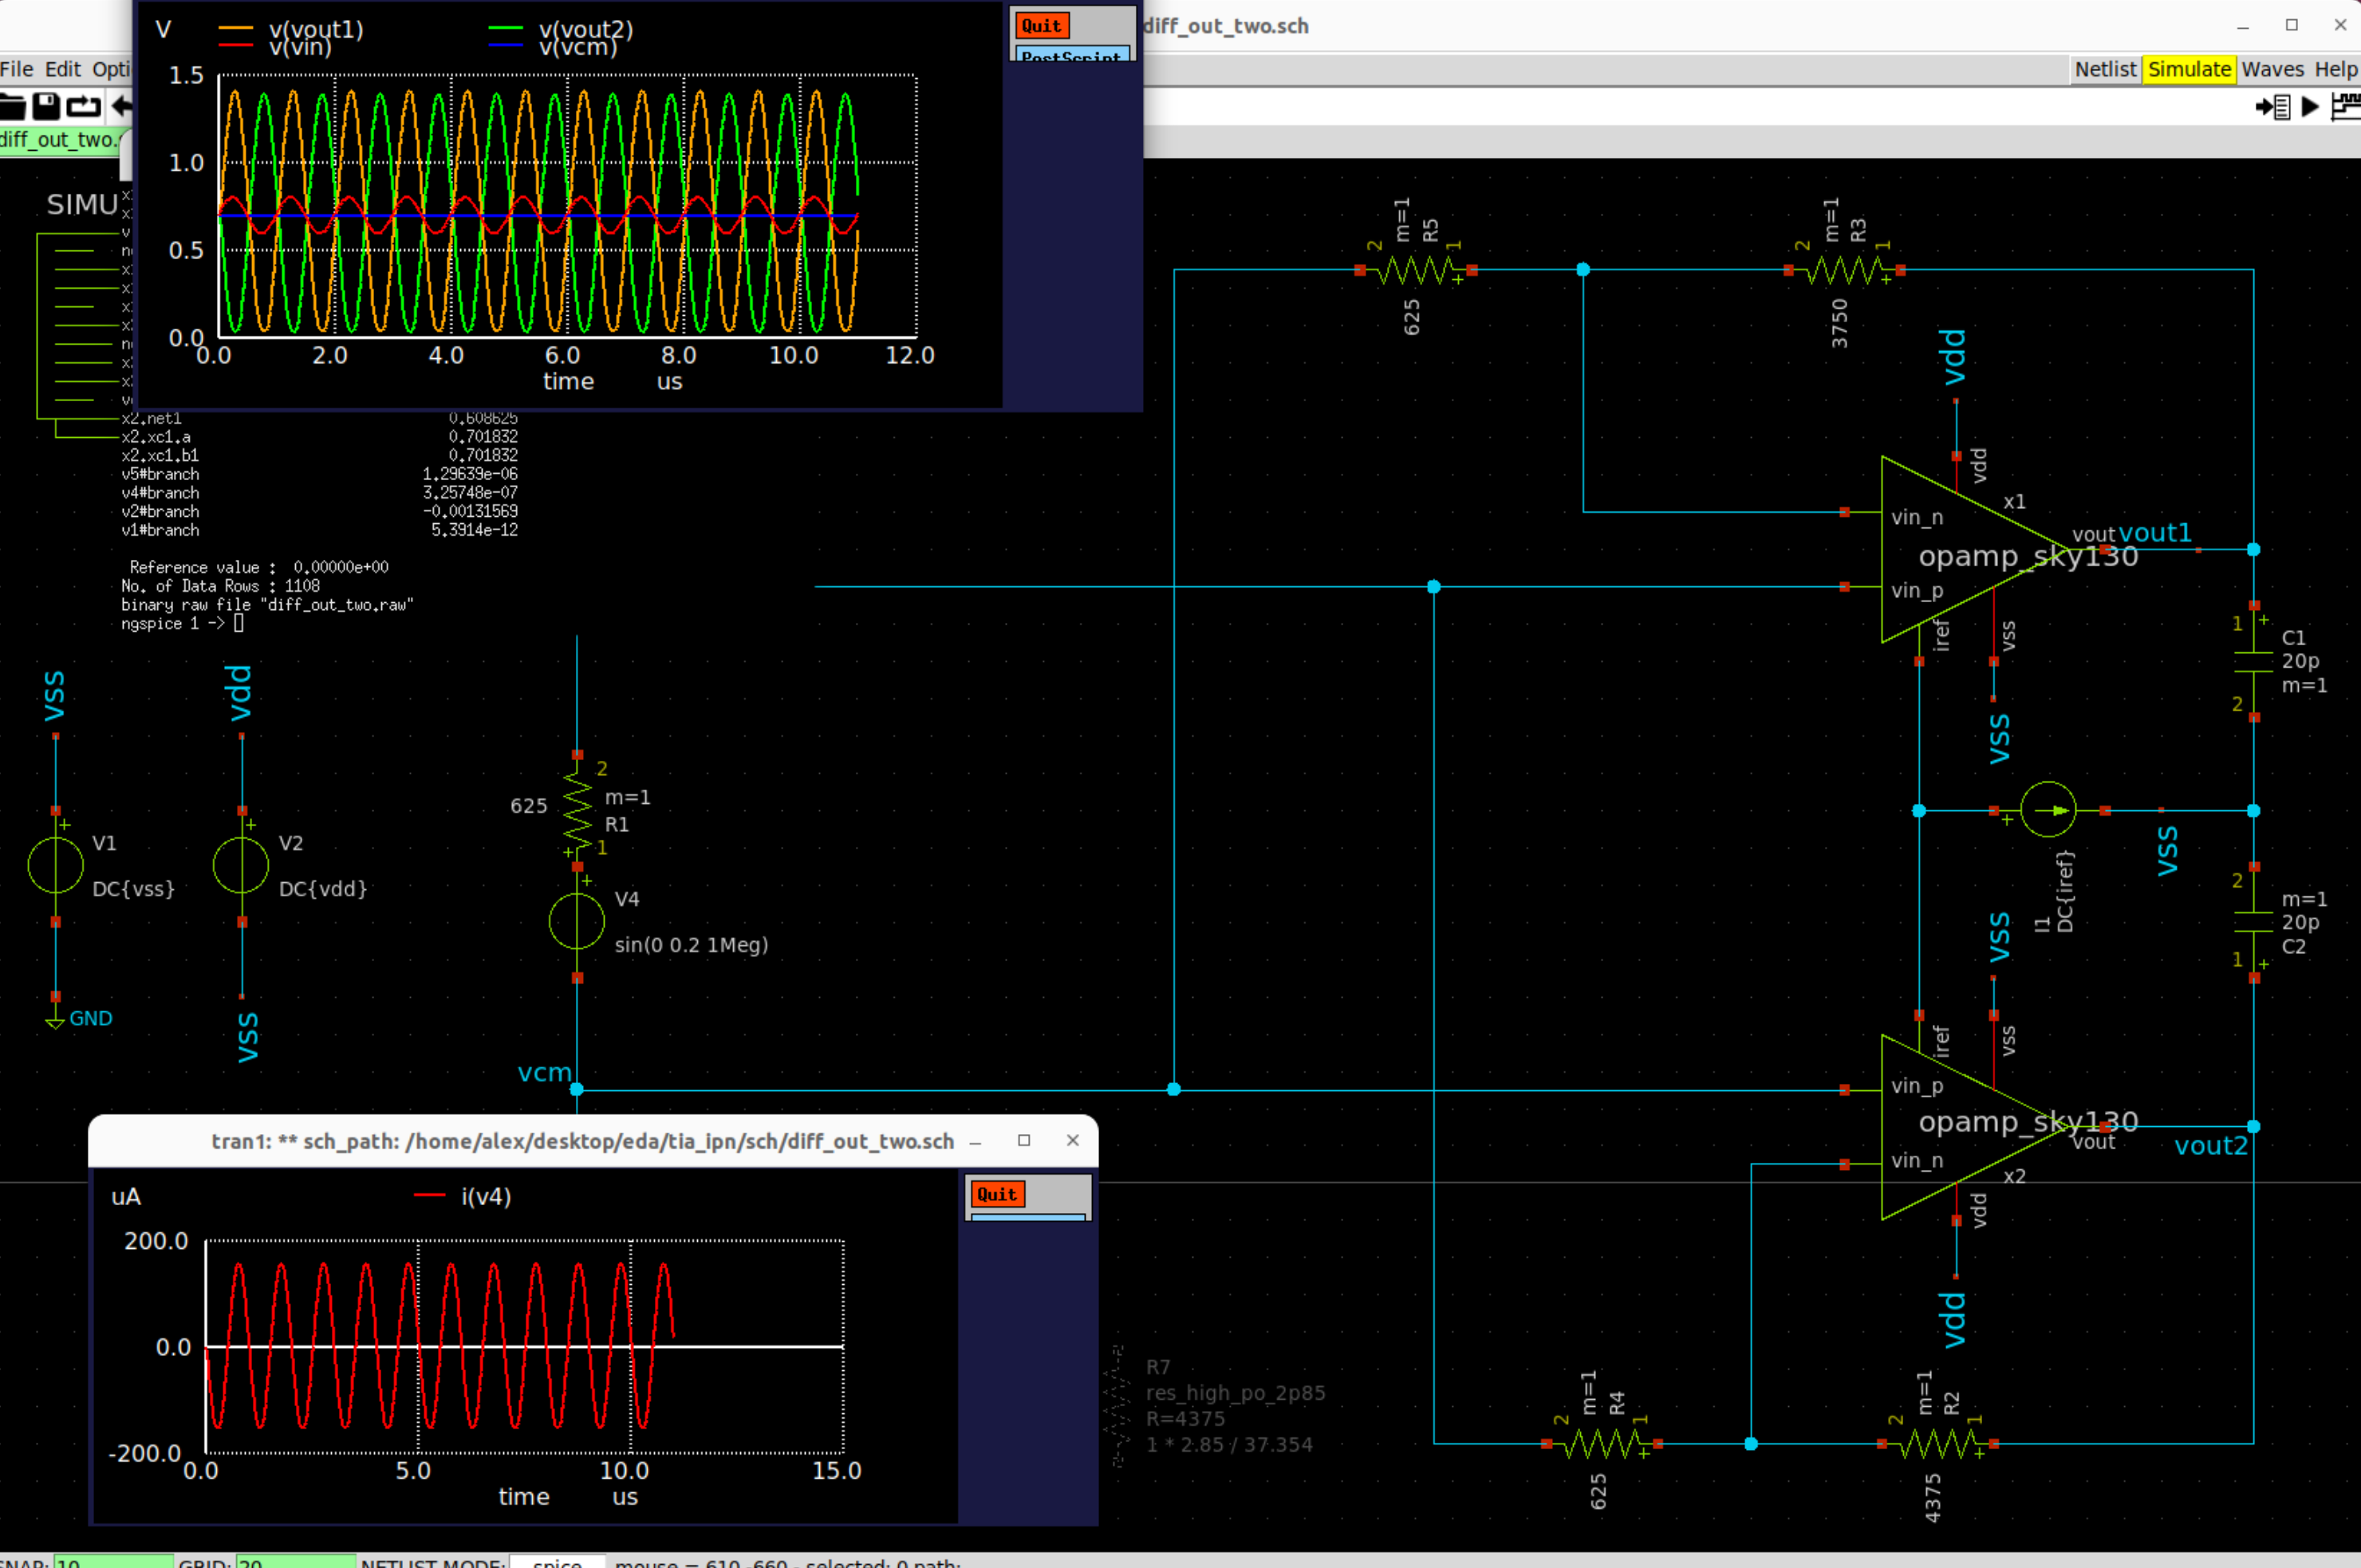 diff_out_two.sch
File Edit Opti
Netlist Simulate Waves Help
diff_out_two.
V
v(vout1)
v(vout2)
v(vin)
v(vcm)
Quit
PostScript
1.5
1.0
0.5
0.0
0.0 2.0 4.0 6.0 8.0 10.0 12.0
time us
SIMU
x2.net1 0.608625
x2.xc1.a 0.701832
x2.xc1.b1 0.701832
v5#branch 1.29639e-06
v4#branch 3.25748e-07
v2#branch -0.00131569
v1#branch 5.3914e-12
Reference value : 0.00000e+00
No. of Data Rows : 1108
binary raw file "diff_out_two.raw"
ngspice 1 ->
vss
V1
DC{vss}
GND
vdd
V2
DC{vdd}
vss
2
m=1
R1
625
1
V4
sin(0 0.2 1Meg)
vcm
2
m=1
R5
1
625
2
m=1
R3
1
3750
vdd
vdd
x1
vin_n
vout
vout1
opamp_sky130
vin_p
iref
vss
vss
1
C1
20p
m=1
2
I1
DC{iref}
vss
2
m=1
20p
C2
1
vss
iref
vss
vin_p
opamp_sky130
vout
vout2
vin_n
x2
vdd
vdd
2
m=1
R4
1
625
2
m=1
R2
1
4375
R7
res_high_po_2p85
R=4375
1 * 2.85 / 37.354
tran1: ** sch_path: /home/alex/desktop/eda/tia_ipn/sch/diff_out_two.sch
uA
i(v4)
Quit
200.0
0.0
-200.0
0.0 5.0 10.0 15.0
time us
SNAP: 10 GRID: 20 NETLIST MODE: spice mouse = 610 -660 - selected: 0 path: